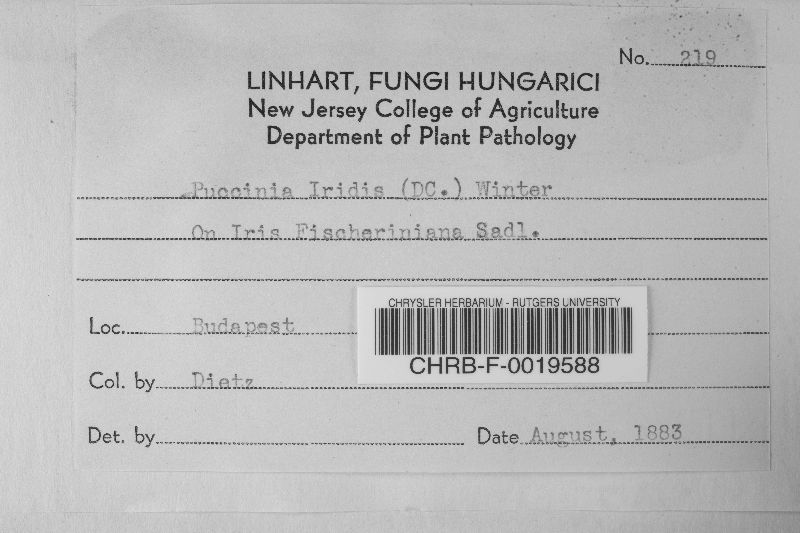 No. 219
LINHART, FUNGI HUNGARICI
New Jersey College of Agriculture
Department of Plant Pathology
Puccinia Iridis (DC.) Winter
On Iris Fischeriniana Sadl.
CHRYSLER HERBARIUM - RUTGERS UNIVERSITY
Loc. Budapest
CHRB-F-0019588
Col. by Dietz
Det. by
Date August, 1883